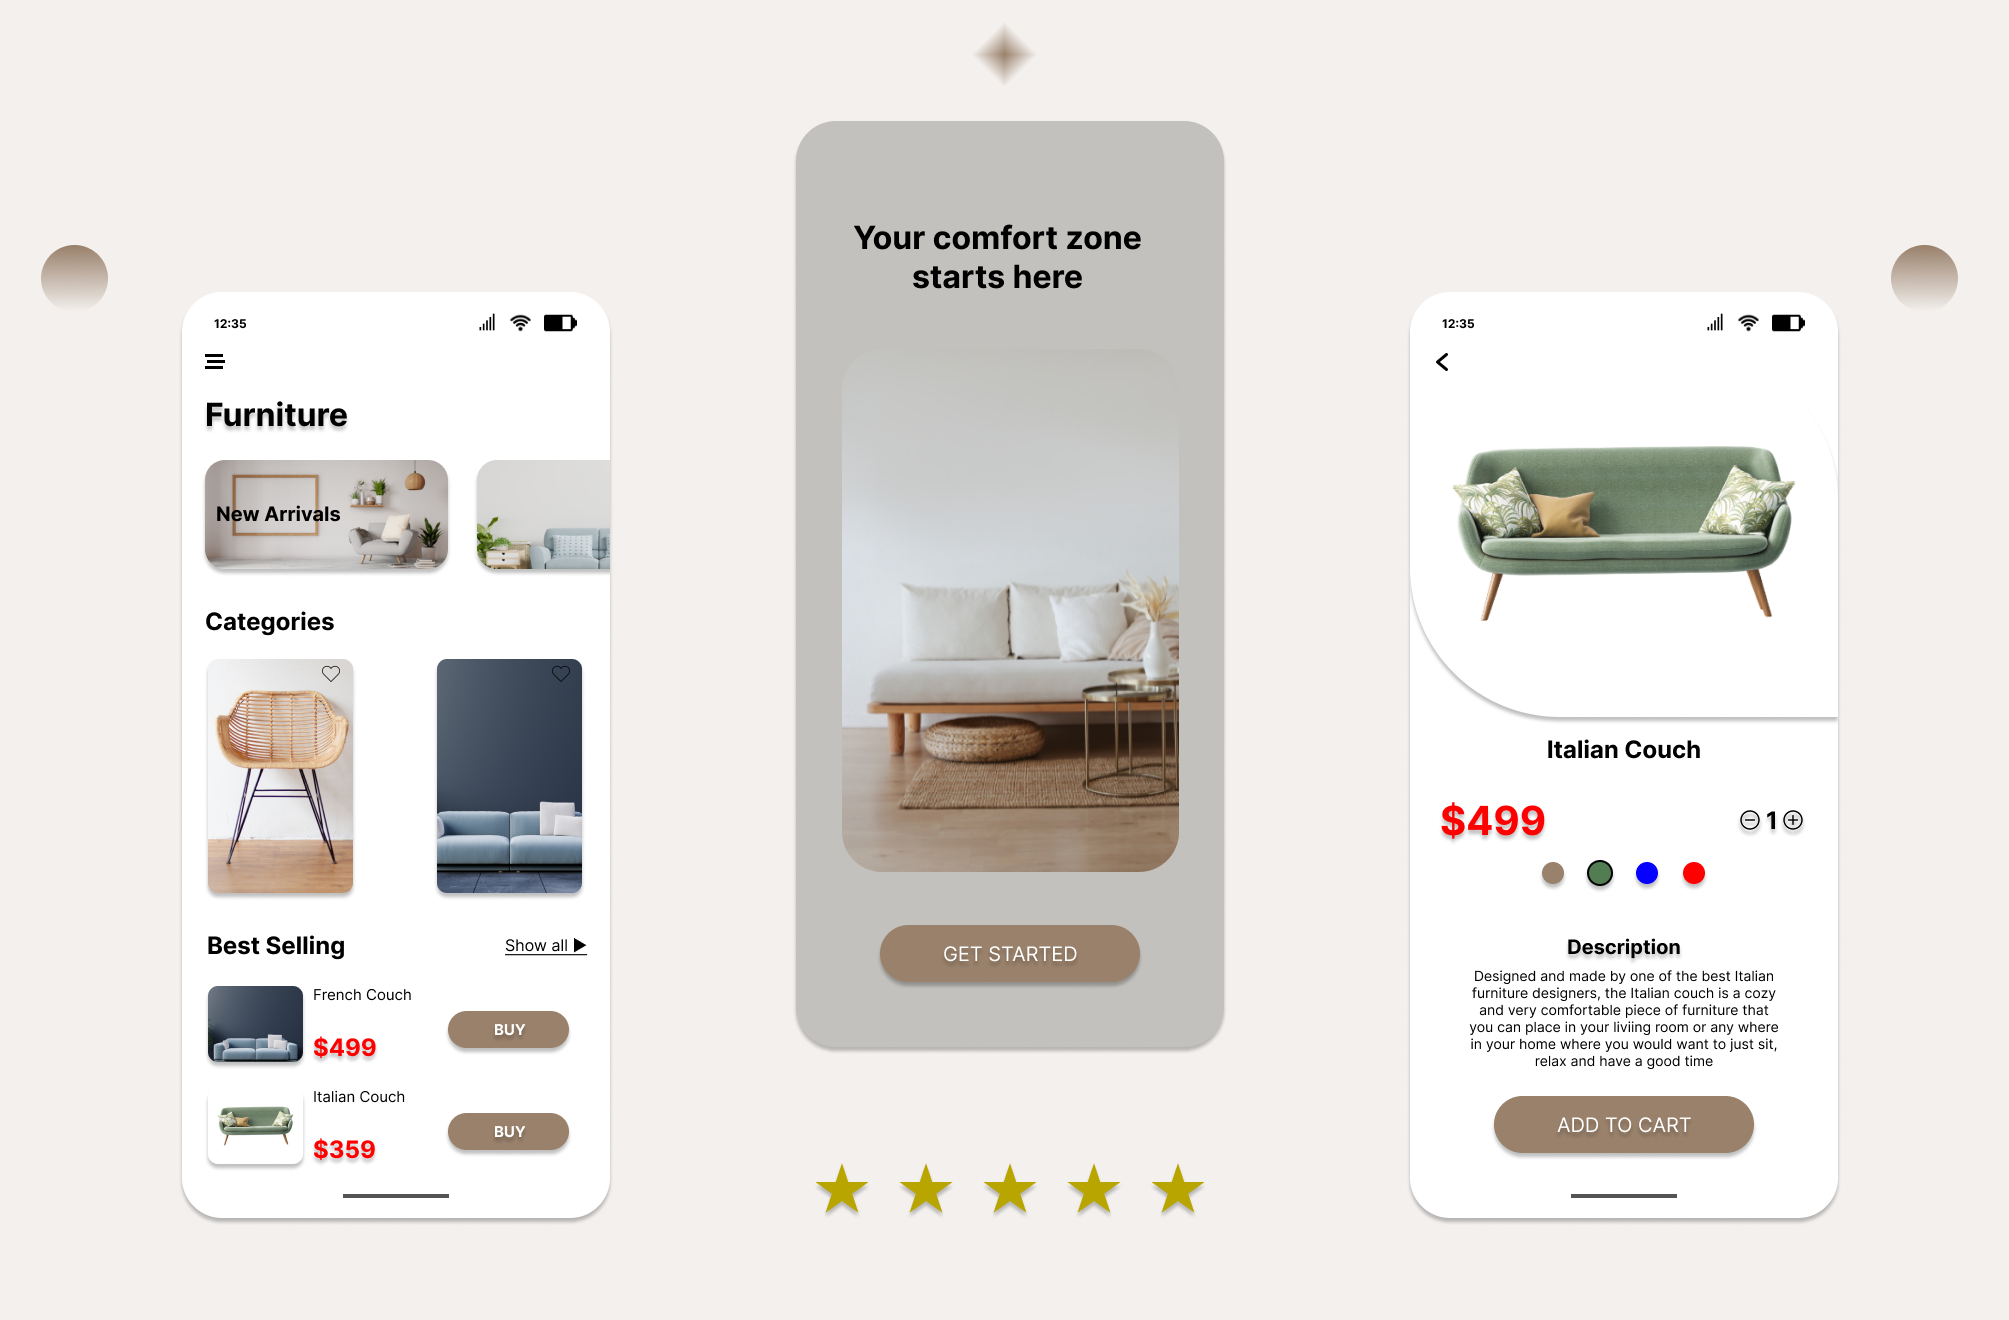 12:35
Furniture
New Arrivals
Categories
Best Selling
Show all
French Couch
$499
BUY
Italian Couch
$359
BUY
Your comfort zone
starts here
GET STARTED
12:35
Italian Couch
$499
1
Description
Designed and made by one of the best Italian
furniture designers, the Italian couch is a cozy
and very comfortable piece of furniture that
you can place in your liviing room or any where
in your home where you would want to just sit,
relax and have a good time
ADD TO CART